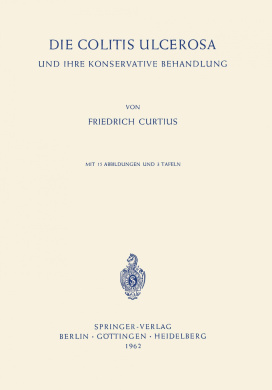 DIE COLITIS ULCEROSA
UND IHRE KONSERVATIVE BEHANDLUNG
VON
FRIEDRICH CURTIUS
MIT 15 ABBILDUNGEN UND 3 TAFELN
SPRINGER-VERLAG
BERLIN · GÖTTINGEN · HEIDELBERG
1962